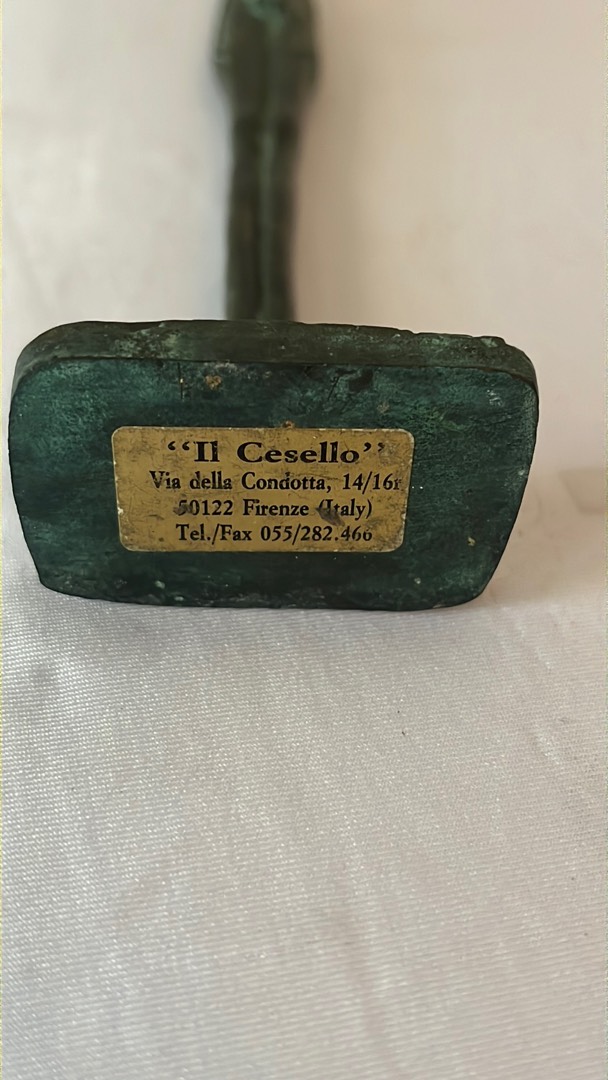 “Il Cesello”
Via della Condotta, 14/16r
50122 Firenze (Italy)
Tel./Fax 055/282.466